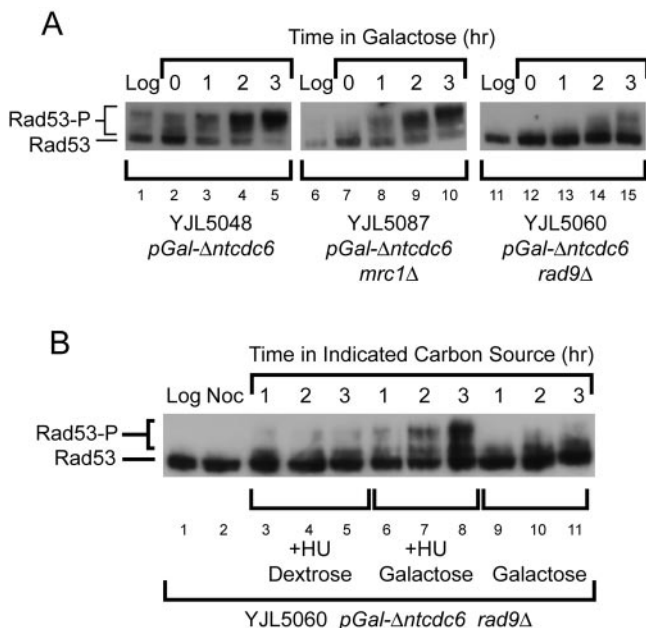 A
Time in Galactose (hr)
Log 0 1 2 3 Log 0 1 2 3 Log 0 1 2 3
Rad53-P
Rad53
1 2 3 4 5 6 7 8 9 10 11 12 13 14 15
YJL5048 YJL5087 YJL5060
pGal-Δntcdc6 pGal-Δntcdc6 pGal-Δntcdc6
mrc1Δ rad9Δ
B
Time in Indicated Carbon Source (hr)
Log Noc 1 2 3 1 2 3 1 2 3
Rad53-P
Rad53
1 2 3 4 5 6 7 8 9 10 11
+HU +HU
Dextrose Galactose Galactose
YJL5060 pGal-Δntcdc6 rad9Δ